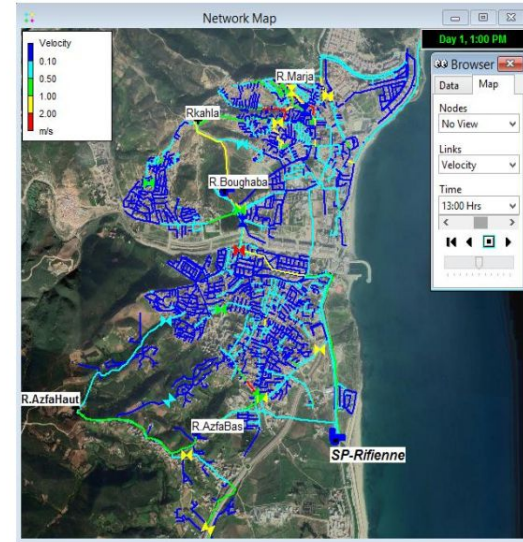 Network Map
Day 1, 1:00 PM
Velocity
0.10
0.50
1.00
2.00
m/s
Browser
Data Map
Nodes
No View
Links
Velocity
Time
13:00 Hrs
R.Marja
Rkahla
R.Boughaba
R.AzfaHaut
R.AzfaBas
SP-Rifienne